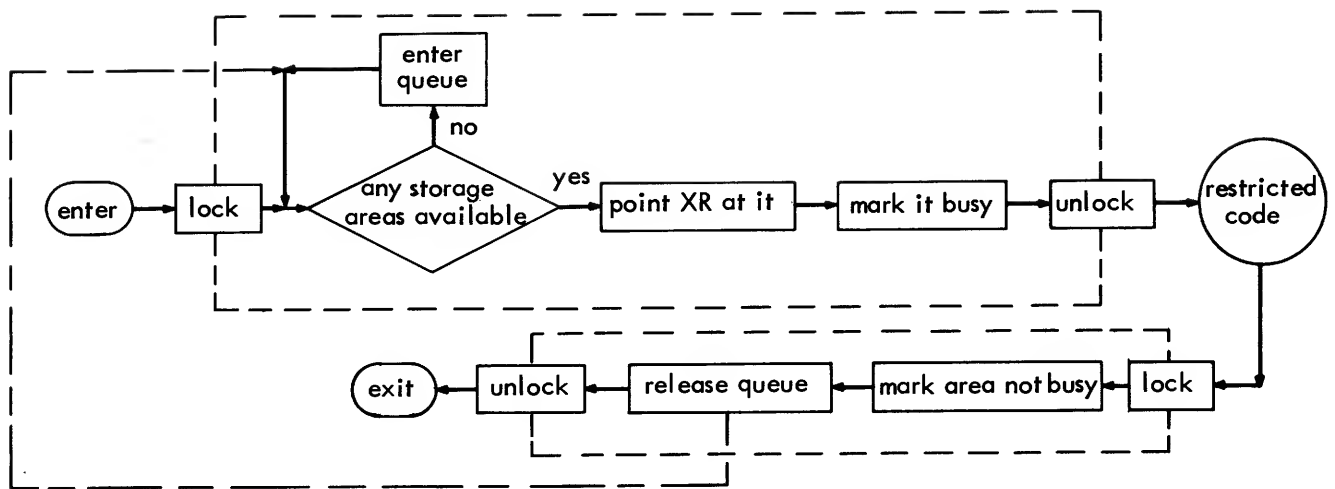 enter
queue
no
any storage
areas available
yes
enter
lock
point XR at it
mark it busy
unlock
restricted
code
exit
unlock
release queue
mark area not busy
lock